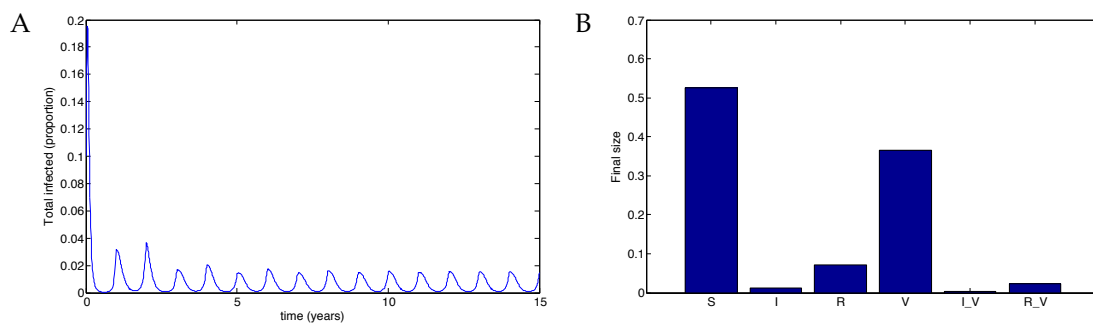 A
Total infected (proportion)
0.2
0.18
0.16
0.14
0.12
0.1
0.08
0.06
0.04
0.02
0
0 5 10 15
time (years)
B
Final size
0.7
0.6
0.5
0.4
0.3
0.2
0.1
0
S I R V I_V R_V